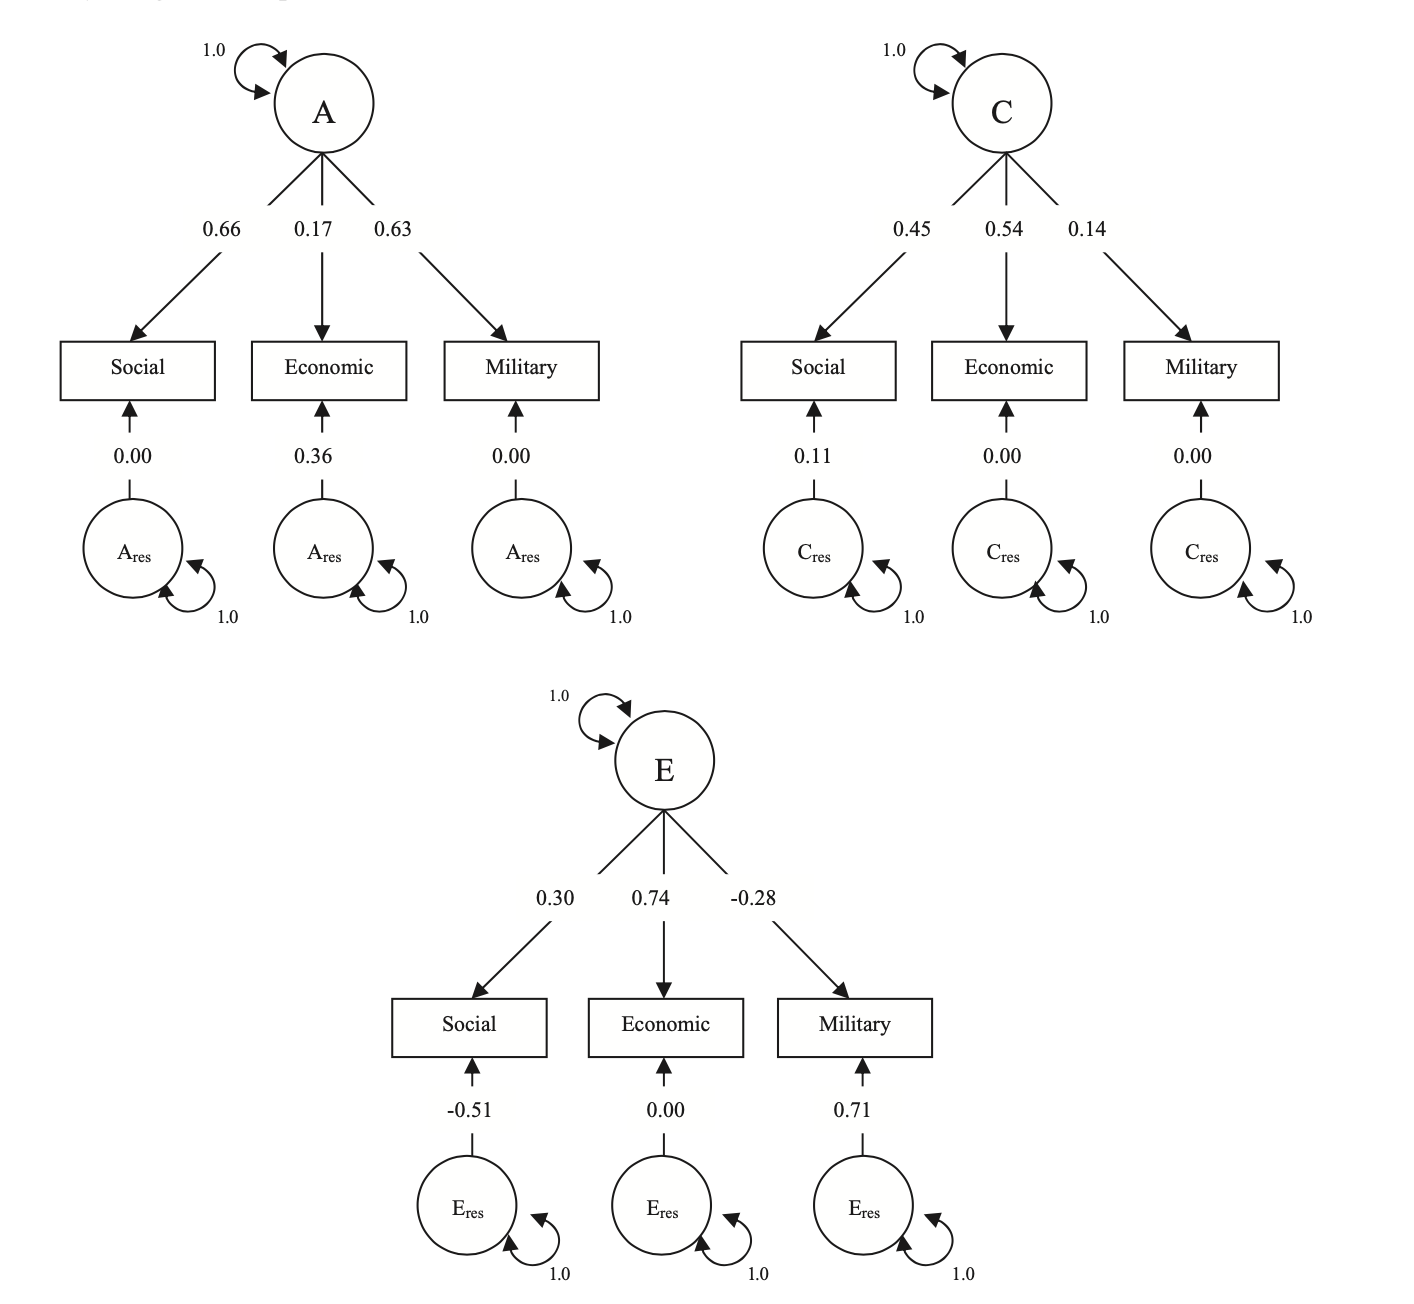 1.0 1.0
A C
0.66 0.17 0.63 0.45 0.54 0.14
Social Economic Military Social Economic Military
0.00 0.36 0.00 0.11 0.00 0.00
Ares Ares Ares Cres Cres Cres
1.0 1.0 1.0 1.0 1.0 1.0
1.0
E
0.30 0.74 -0.28
Social Economic Military
-0.51 0.00 0.71
Eres Eres Eres
1.0 1.0 1.0